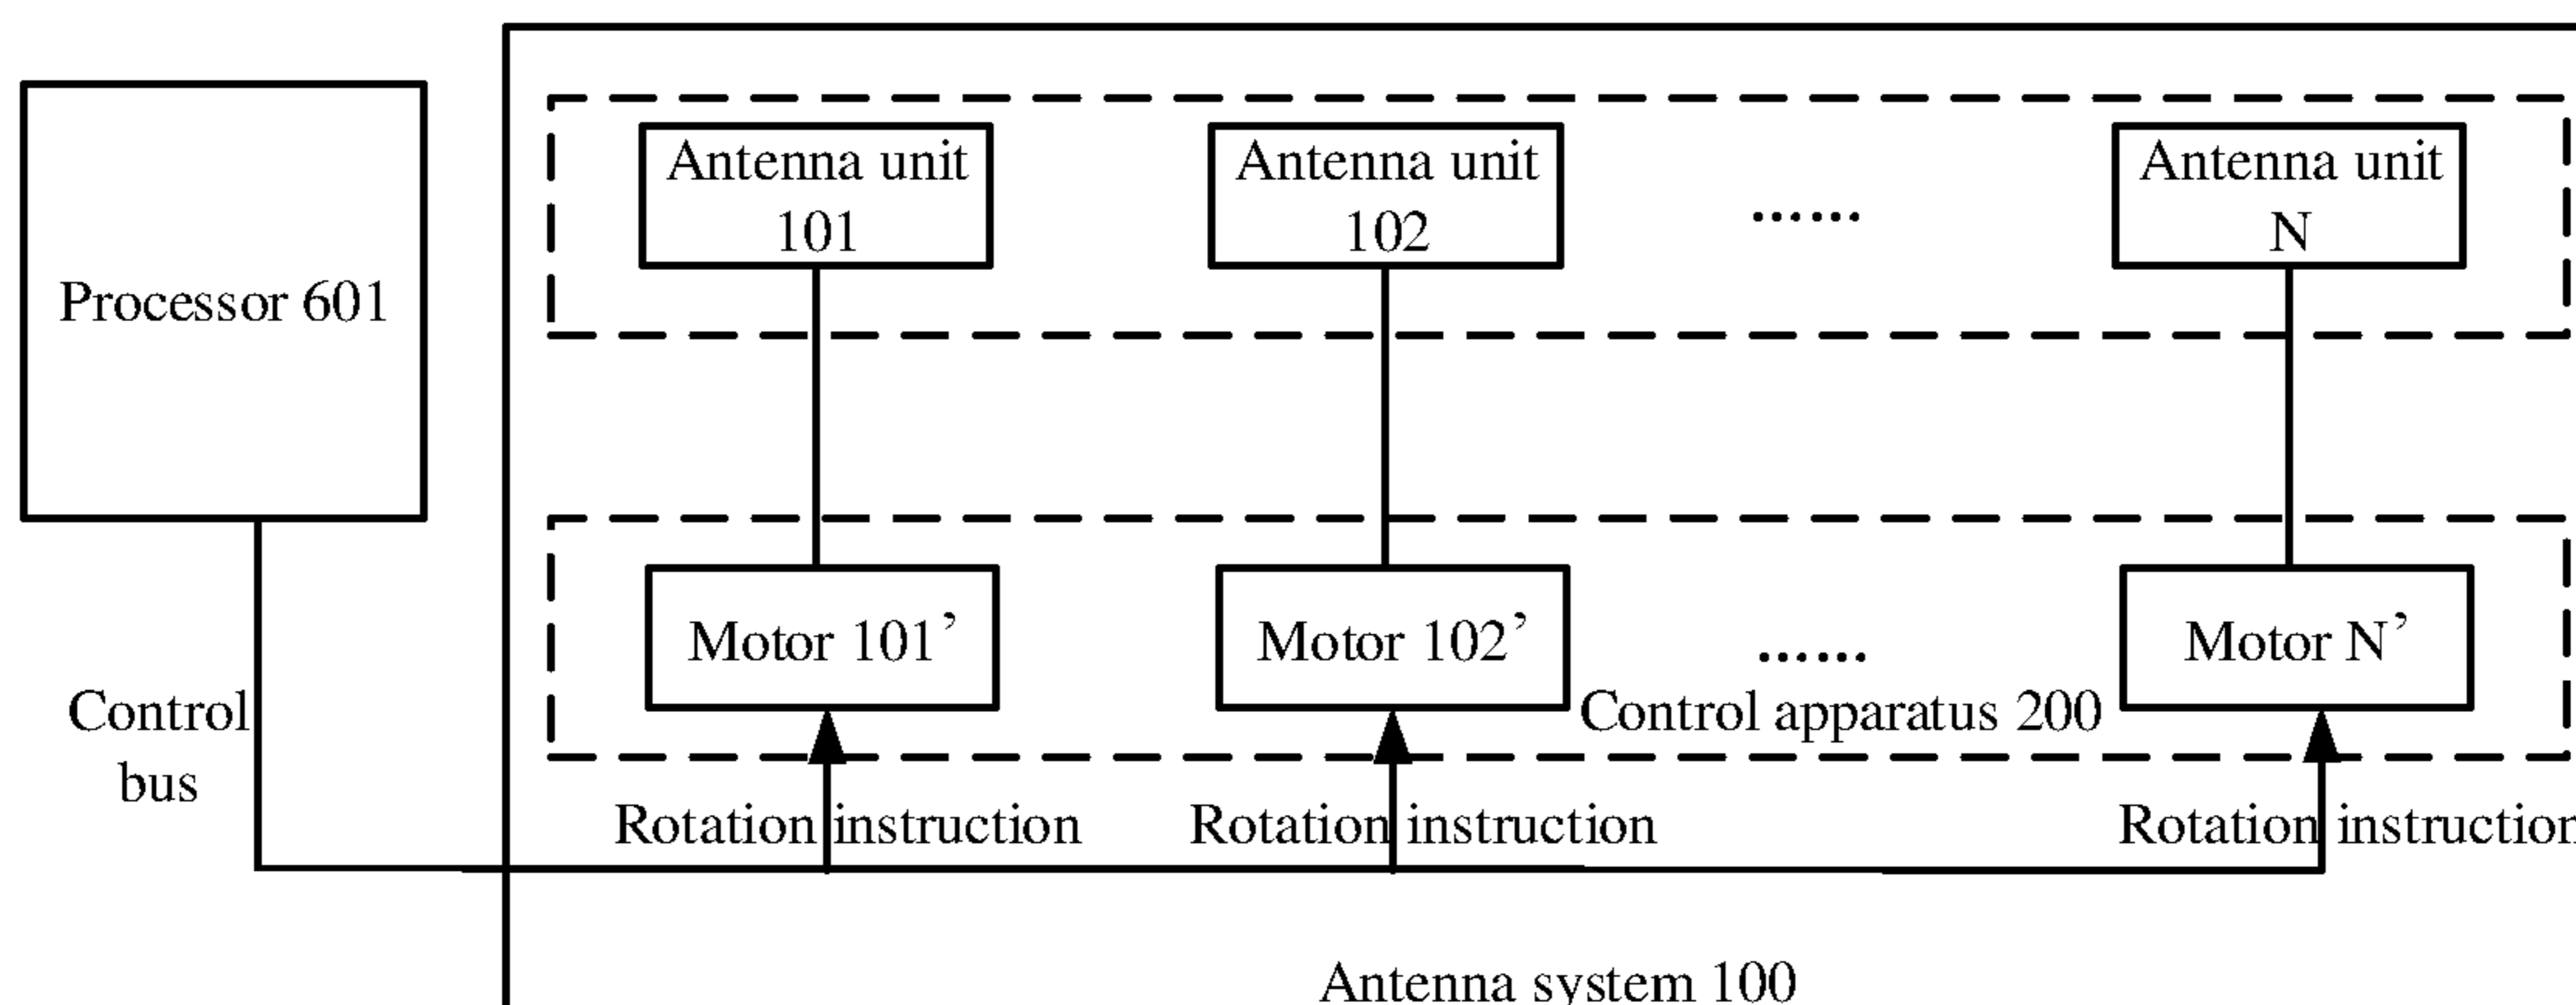 Antenna unit
101
Antenna unit
102
......
Antenna unit
N
Processor 601
Motor 101’
Motor 102’
......
Motor N’
Control apparatus 200
Control
bus
Rotation instruction
Rotation instruction
Rotation instruction
Antenna system 100